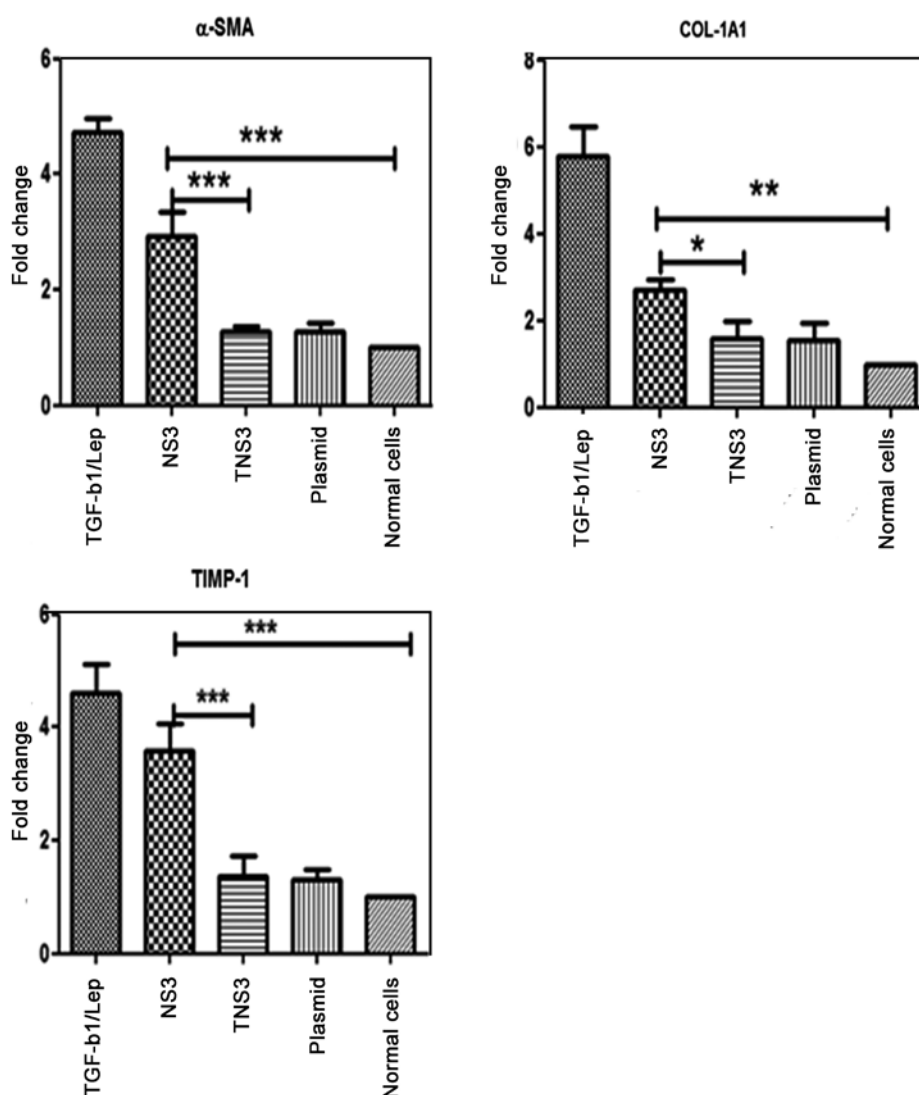 α-SMA
Fold change
6
4
2
0
***
***
TGF-b1/Lep
NS3
TNS3
Plasmid
Normal cells
COL-1A1
Fold change
8
6
4
2
0
**
*
TGF-b1/Lep
NS3
TNS3
Plasmid
Normal cells
TIMP-1
Fold change
6
4
2
0
***
***
TGF-b1/Lep
NS3
TNS3
Plasmid
Normal cells